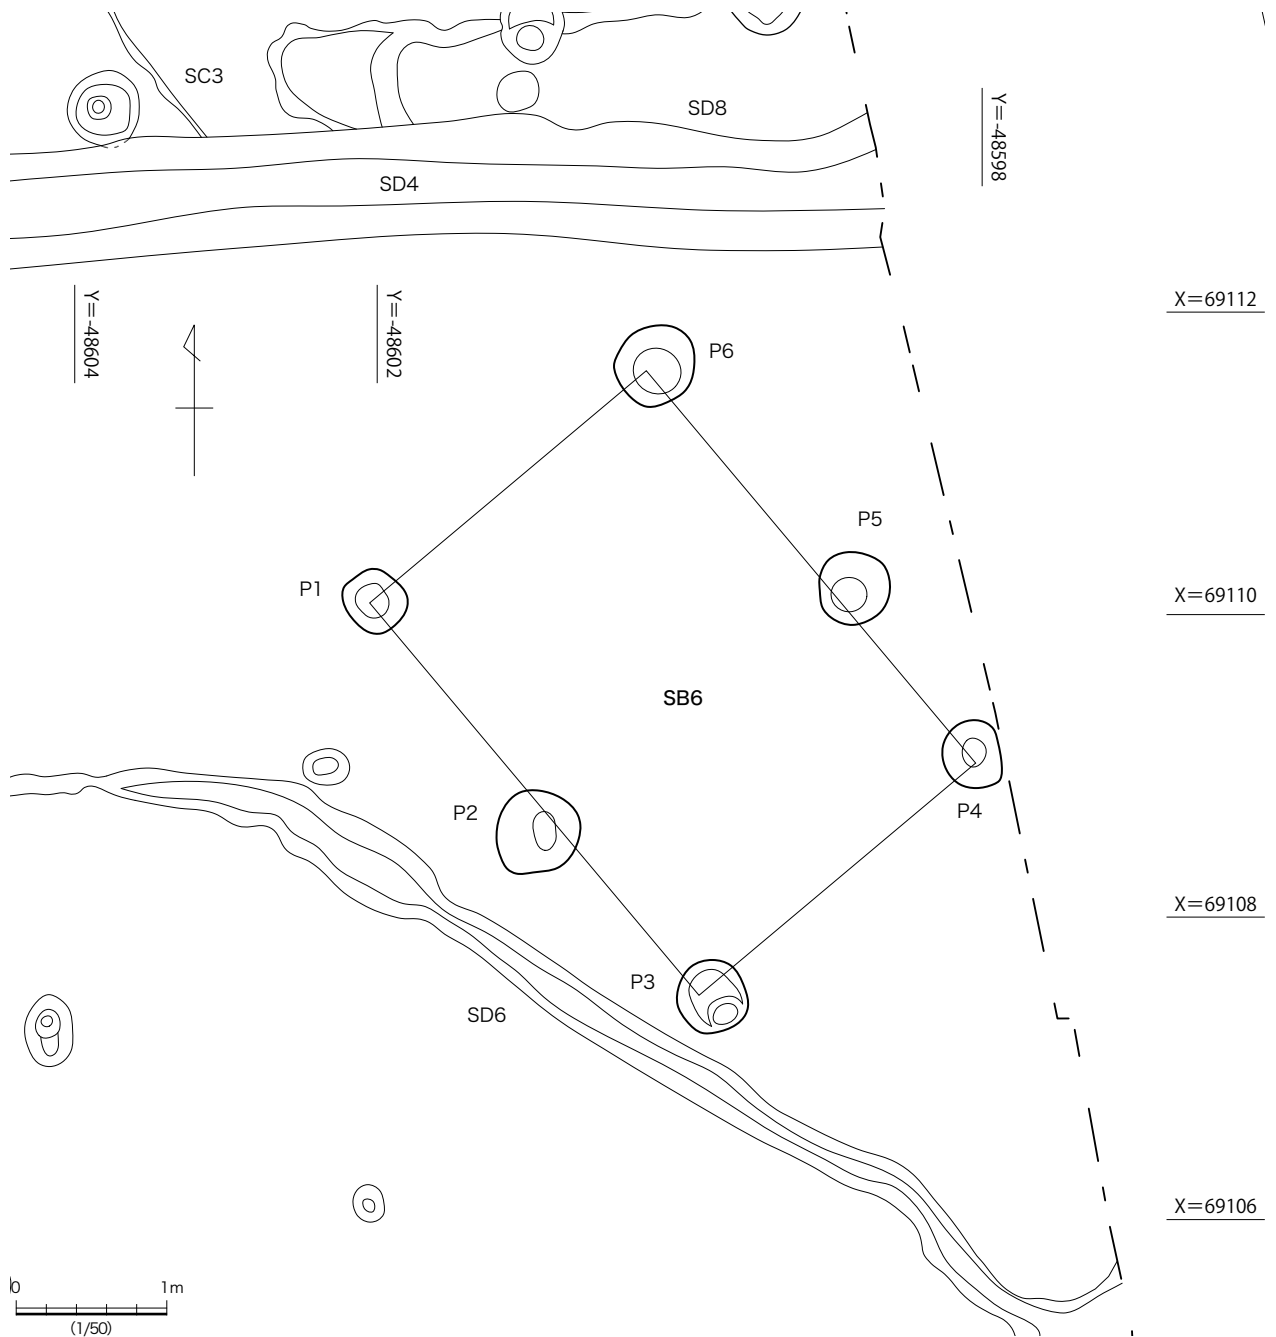 SC3
SD8
Y=-48598
SD4
Y=-48604
Y=-48602
X=69112
P6
P5
P1
X=69110
SB6
P2
P4
X=69108
P3
SD6
X=69106
0 1m
(1/50)